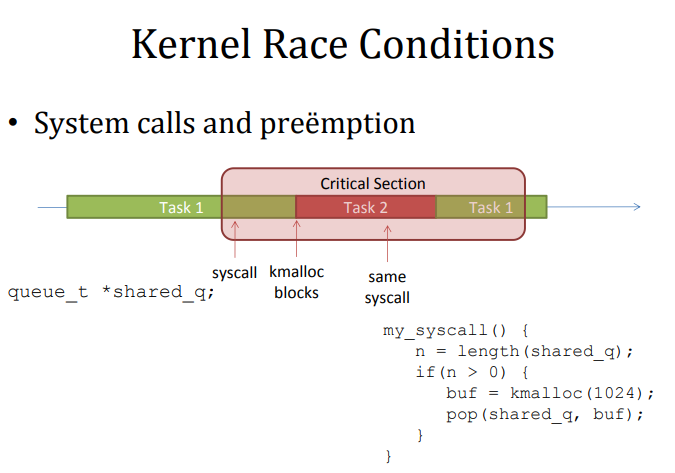 Kernel Race Conditions
• System calls and preëmption
Critical Section
Task 1 Task 2 Task 1
syscall kmalloc blocks same syscall
queue_t *shared_q;
my_syscall() {
n = length(shared_q);
if(n > 0) {
buf = kmalloc(1024);
pop(shared_q, buf);
}
}